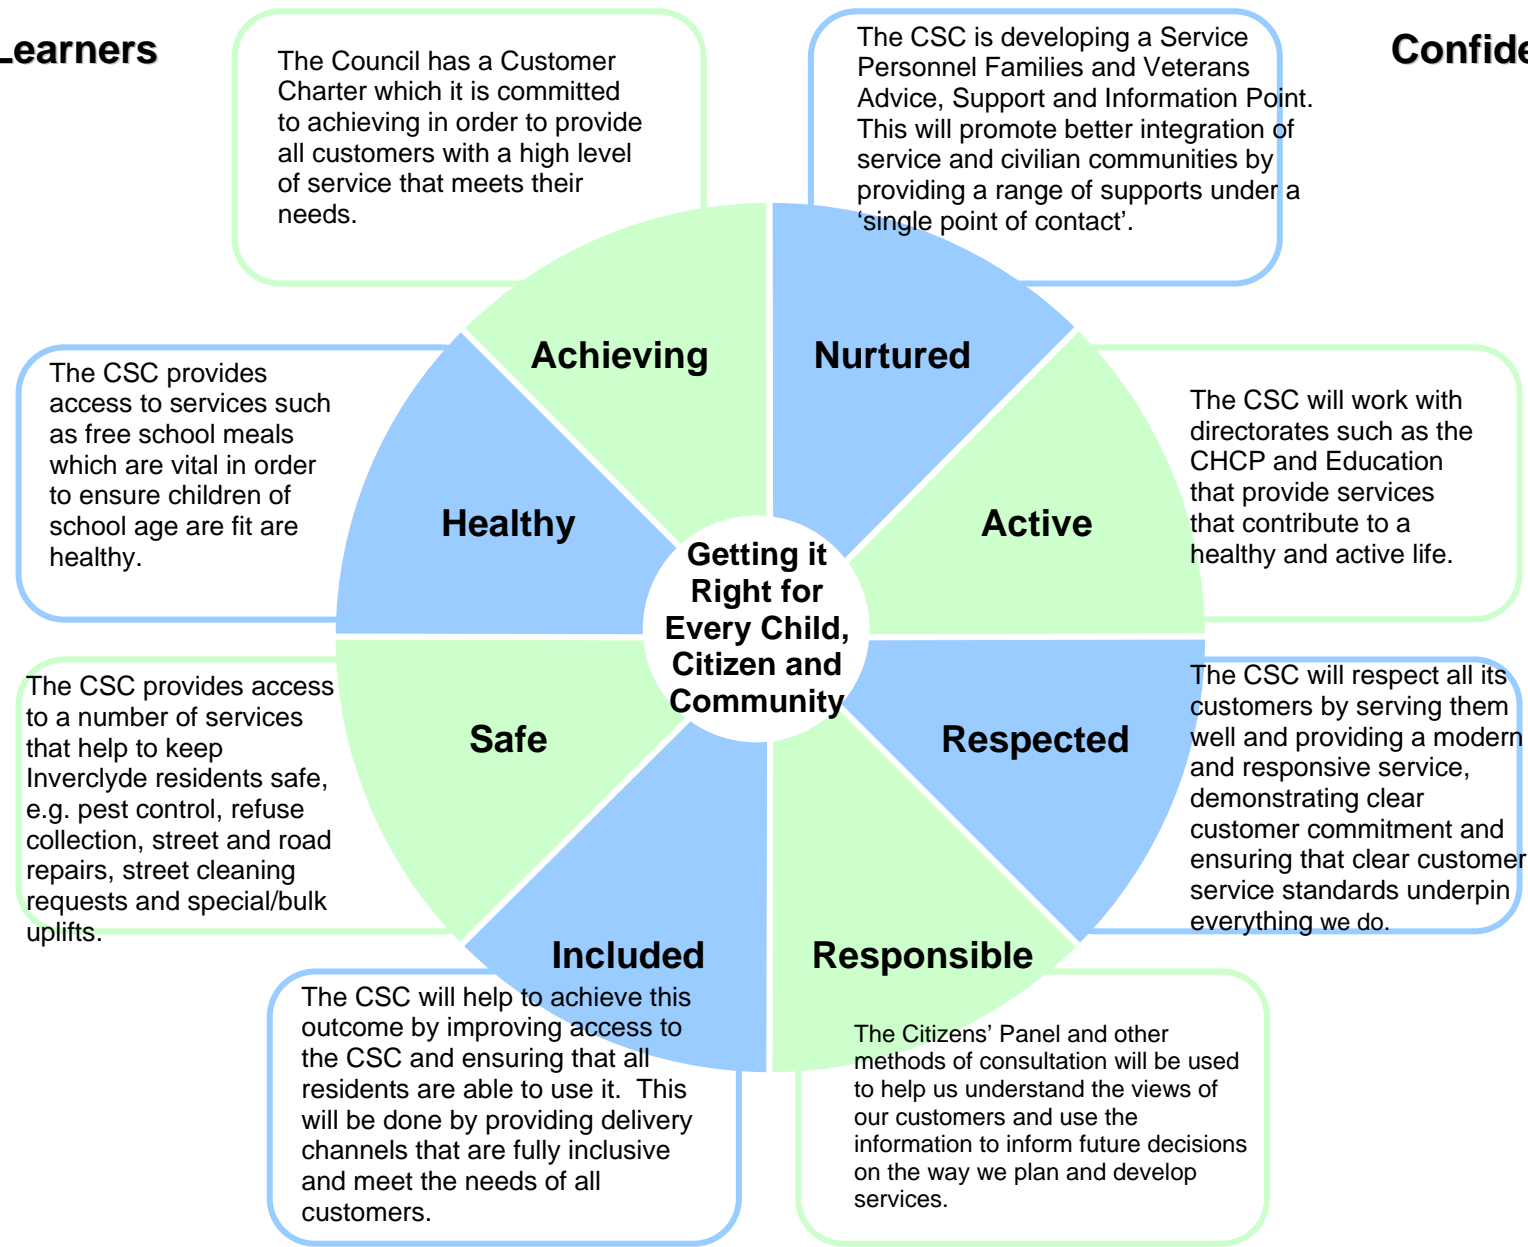 Learners
Confide
The Council has a Customer
Charter which it is committed
to achieving in order to provide
all customers with a high level
of service that meets their
needs.
The CSC is developing a Service
Personnel Families and Veterans
Advice, Support and Information Point.
This will promote better integration of
service and civilian communities by
providing a range of supports under a
‘single point of contact’.
Achieving
Nurtured
The CSC provides
access to services such
as free school meals
which are vital in order
to ensure children of
school age are fit are
healthy.
Healthy
Active
The CSC will work with
directorates such as the
CHCP and Education
that provide services
that contribute to a
healthy and active life.
Getting it
Right for
Every Child,
Citizen and
Community
The CSC provides access
to a number of services
that help to keep
Inverclyde residents safe,
e.g. pest control, refuse
collection, street and road
repairs, street cleaning
requests and special/bulk
uplifts.
Safe
Respected
The CSC will respect all its
customers by serving them
well and providing a modern
and responsive service,
demonstrating clear
customer commitment and
ensuring that clear customer
service standards underpin
everything we do.
Included
Responsible
The CSC will help to achieve this
outcome by improving access to
the CSC and ensuring that all
residents are able to use it.  This
will be done by providing delivery
channels that are fully inclusive
and meet the needs of all
customers.
The Citizens’ Panel and other
methods of consultation will be used
to help us understand the views of
our customers and use the
information to inform future decisions
on the way we plan and develop
services.